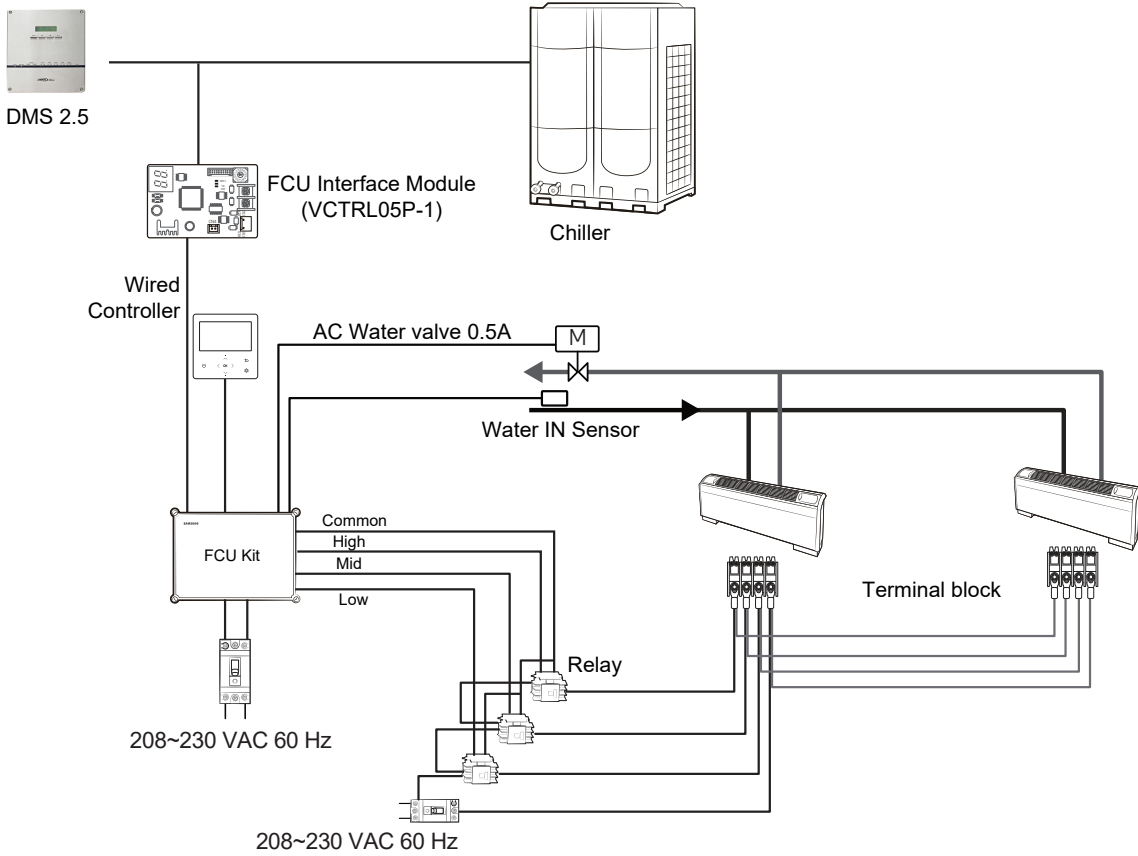 DMS 2.5
FCU Interface Module
(VCTRL05P-1)
Chiller
Wired
Controller
AC Water valve 0.5A
M
Water IN Sensor
SAMSUNG
FCU Kit
Common
High
Mid
Low
Terminal block
Relay
208~230 VAC 60 Hz
208~230 VAC 60 Hz